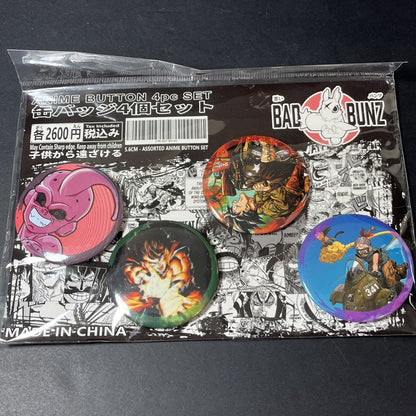 ANIME BUTTON 4pc SET
缶バッジ4個セット
各2600円
Tax included
税込み
May Contain Sharp edge, Keep away from children
子供から遠ざける
5.6CM - ASSORTED ANIME BUTTON SET
BAD BUNZ
MADE-IN-CHINA
341